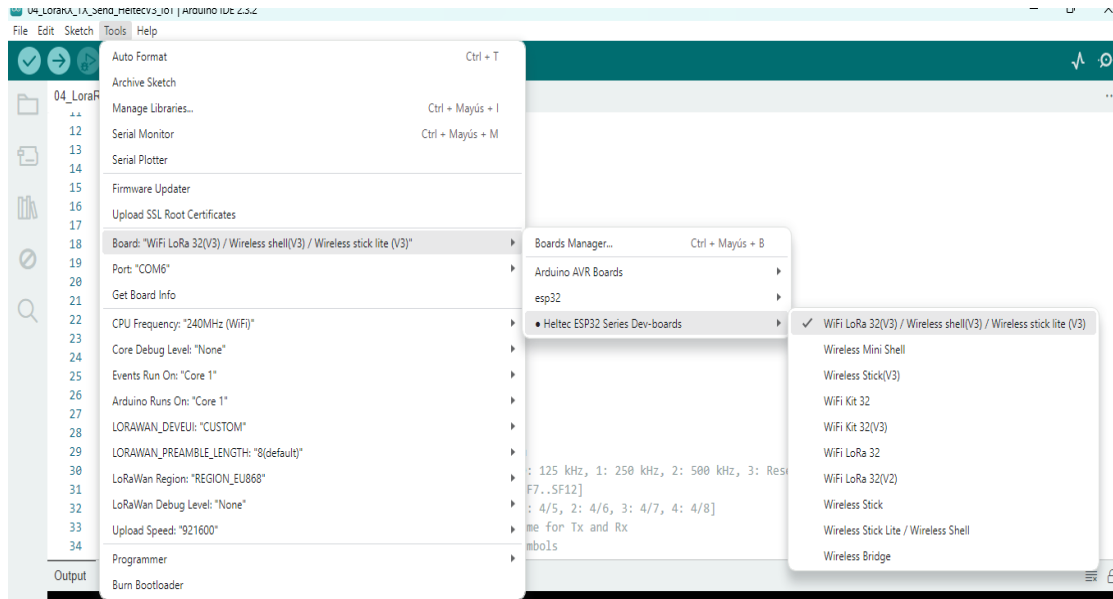 04_LoraRX_TX_Send_HeltecV3_IoT | Arduino IDE 2.3.2
File Edit Sketch Tools Help
04_LoraR
11
12
13
14
15
16
17
18
19
20
21
22
23
24
25
26
27
28
29
30
31
32
33
34
Auto Format Ctrl + T
Archive Sketch
Manage Libraries... Ctrl + Mayús + I
Serial Monitor Ctrl + Mayús + M
Serial Plotter
Firmware Updater
Upload SSL Root Certificates
Board: "WiFi LoRa 32(V3) / Wireless shell(V3) / Wireless stick lite (V3)"
Port: "COM6"
Get Board Info
CPU Frequency: "240MHz (WiFi)"
Core Debug Level: "None"
Events Run On: "Core 1"
Arduino Runs On: "Core 1"
LORAWAN_DEVEUI: "CUSTOM"
LORAWAN_PREAMBLE_LENGTH: "8(default)"
LoRaWan Region: "REGION_EU868"
LoRaWan Debug Level: "None"
Upload Speed: "921600"
Programmer
Burn Bootloader
Boards Manager... Ctrl + Mayús + B
Arduino AVR Boards
esp32
● Heltec ESP32 Series Dev-boards
WiFi LoRa 32(V3) / Wireless shell(V3) / Wireless stick lite (V3)
Wireless Mini Shell
Wireless Stick(V3)
WiFi Kit 32
WiFi Kit 32(V3)
WiFi LoRa 32
WiFi LoRa 32(V2)
Wireless Stick
Wireless Stick Lite / Wireless Shell
Wireless Bridge
: 125 kHz, 1: 250 kHz, 2: 500 kHz, 3: Rese
F7..SF12]
: 4/5, 2: 4/6, 3: 4/7, 4: 4/8]
me for Tx and Rx
mbols
Output